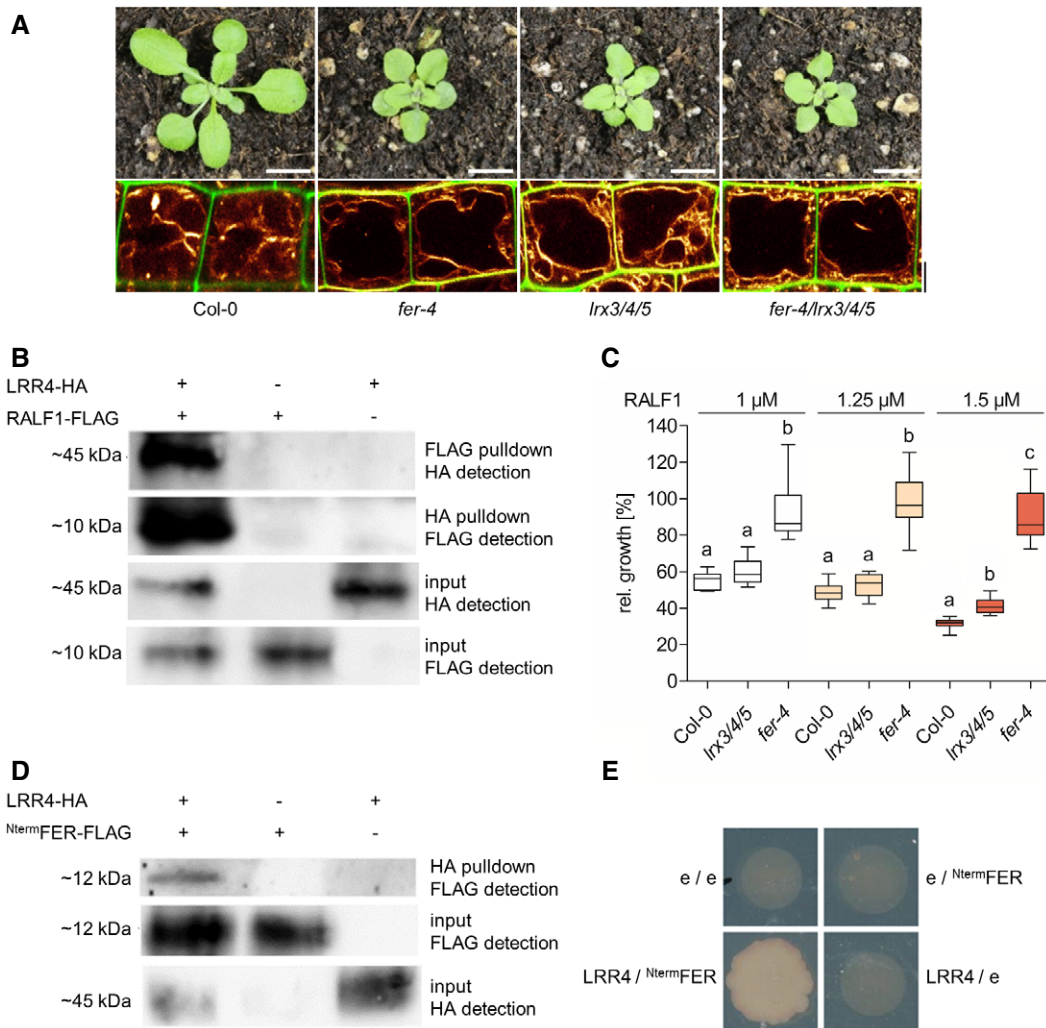 A
Col-0 fer-4 lrx3/4/5 fer-4/lrx3/4/5
B
LRR4-HA + - +
RALF1-FLAG + + -
~45 kDa FLAG pulldown
HA detection
~10 kDa HA pulldown
FLAG detection
~45 kDa input
HA detection
~10 kDa input
FLAG detection
C
RALF1 1 µM 1.25 µM 1.5 µM
rel. growth [%]
140
120
100
80
60
40
20
0
a a b a a b a b c
Col-0 lrx3/4/5 fer-4 Col-0 lrx3/4/5 fer-4 Col-0 lrx3/4/5 fer-4
D
LRR4-HA + - +
NtermFER-FLAG + + -
~12 kDa HA pulldown
FLAG detection
~12 kDa input
FLAG detection
~45 kDa input
HA detection
E
e / e e / NtermFER
LRR4 / NtermFER LRR4 / e